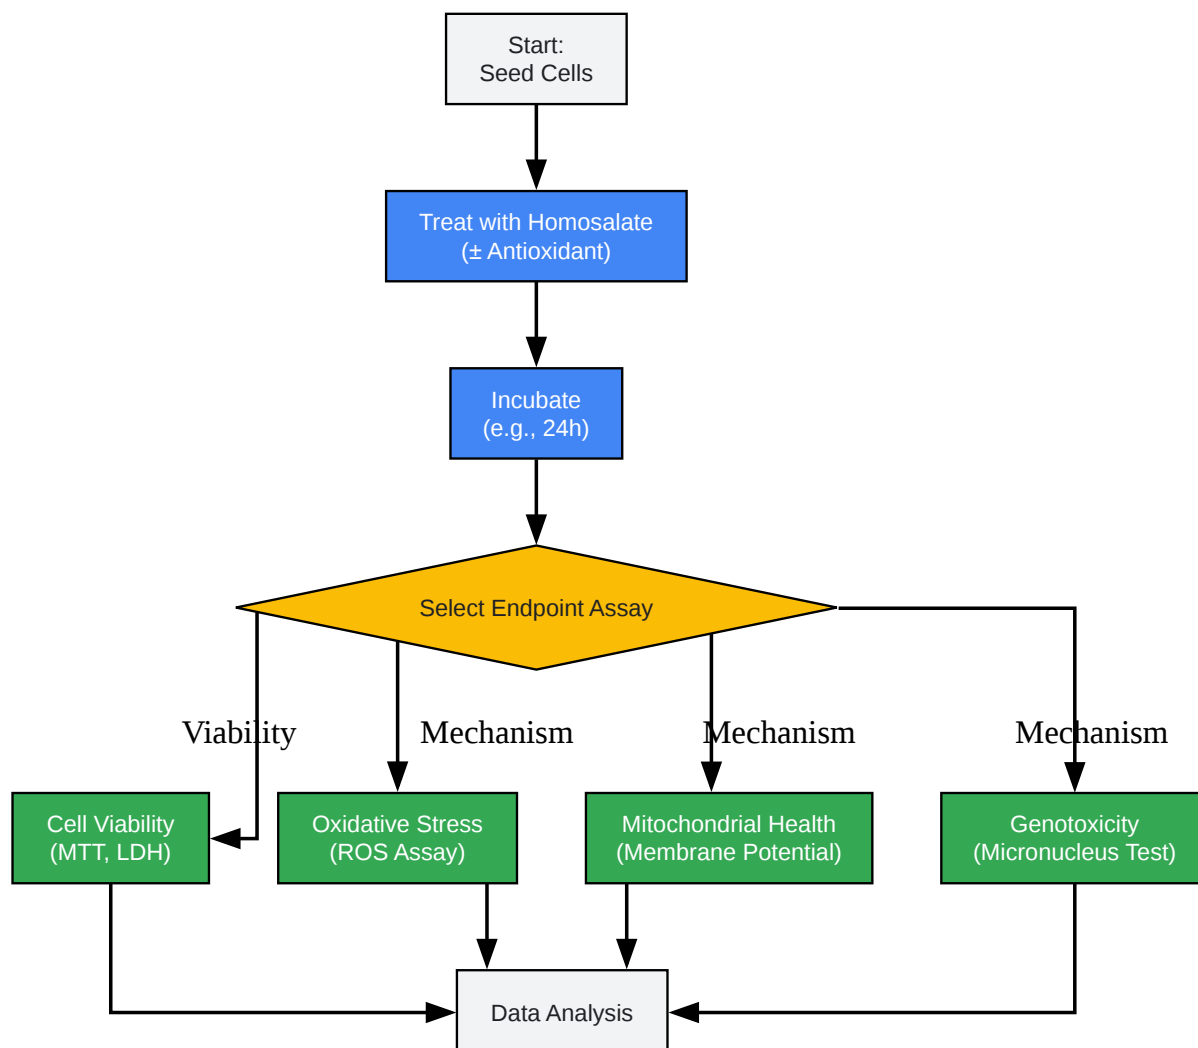 Start:
Seed Cells
Treat with Homosalate
(± Antioxidant)
Incubate
(e.g., 24h)
Select Endpoint Assay
Viability
Mechanism
Mechanism
Mechanism
Cell Viability
(MTT, LDH)
Oxidative Stress
(ROS Assay)
Mitochondrial Health
(Membrane Potential)
Genotoxicity
(Micronucleus Test)
Data Analysis